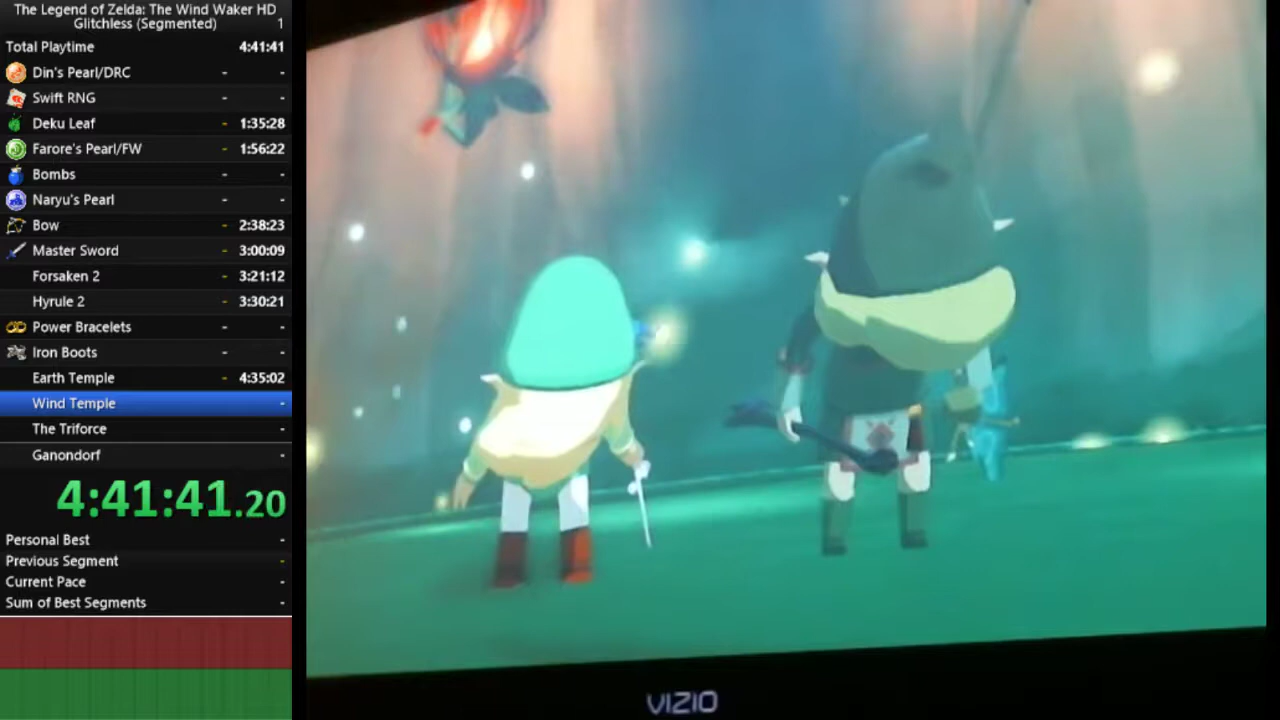 The Legend of Zelda: The Wind Waker HD
Glitchless (Segmented) 1
Total Playtime 4:41:41
Din's Pearl/DRC - -
Swift RNG - -
Deku Leaf - 1:35:28
Farore's Pearl/FW - 1:56:22
Bombs - -
Naryu's Pearl - -
Bow - 2:38:23
Master Sword - 3:00:09
Forsaken 2 - 3:21:12
Hyrule 2 - 3:30:21
Power Bracelets - -
Iron Boots - -
Earth Temple - 4:35:02
Wind Temple -
The Triforce -
Ganondorf -
4:41:41.20
Personal Best -
Previous Segment -
Current Pace -
Sum of Best Segments -
VIZIO